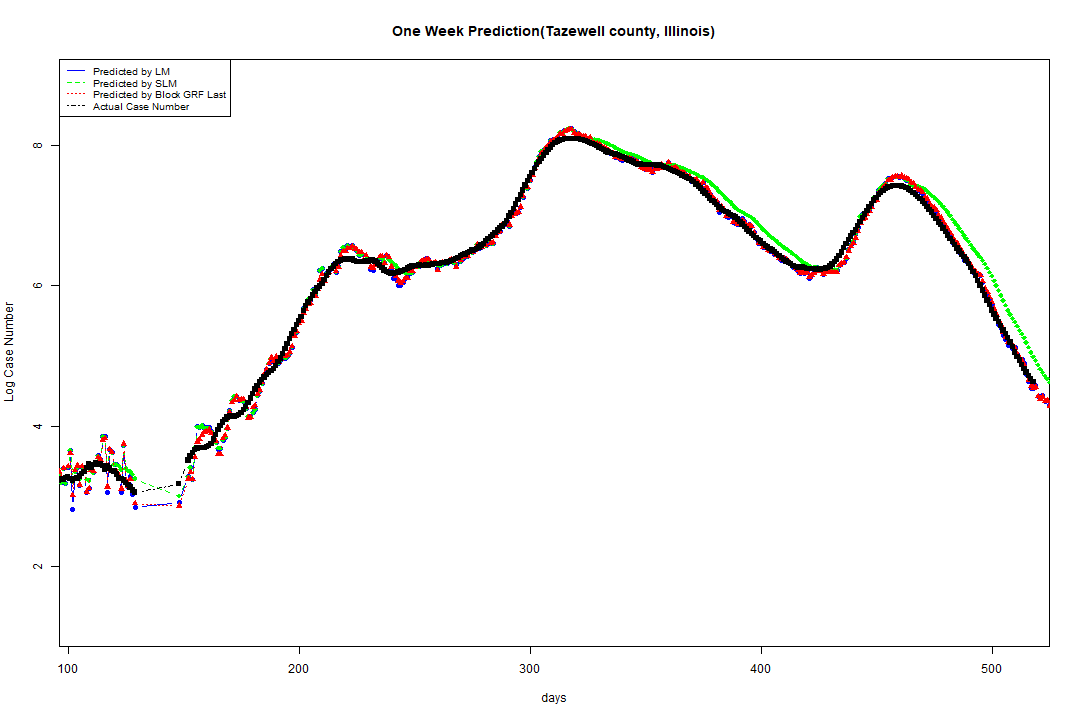 One Week Prediction(Tazewell county, Illinois)
Predicted by LM
Predicted by SLM
Predicted by Block GRF Last
Actual Case Number
8
6
4
2
Log Case Number
100 200 300 400 500
days